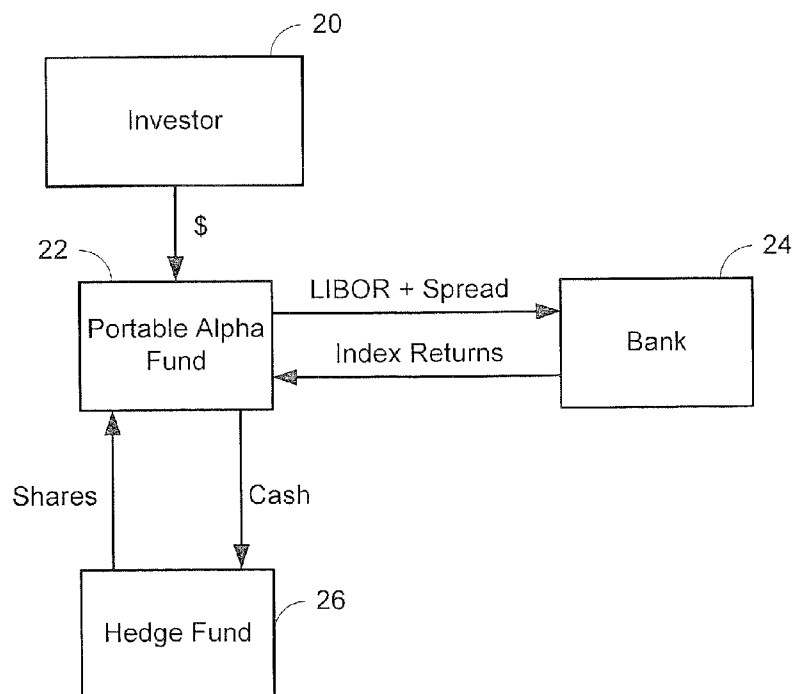 20
Investor
$
22
24
LIBOR + Spread
Portable Alpha
Fund
Bank
Index Returns
Shares
Cash
26
Hedge Fund